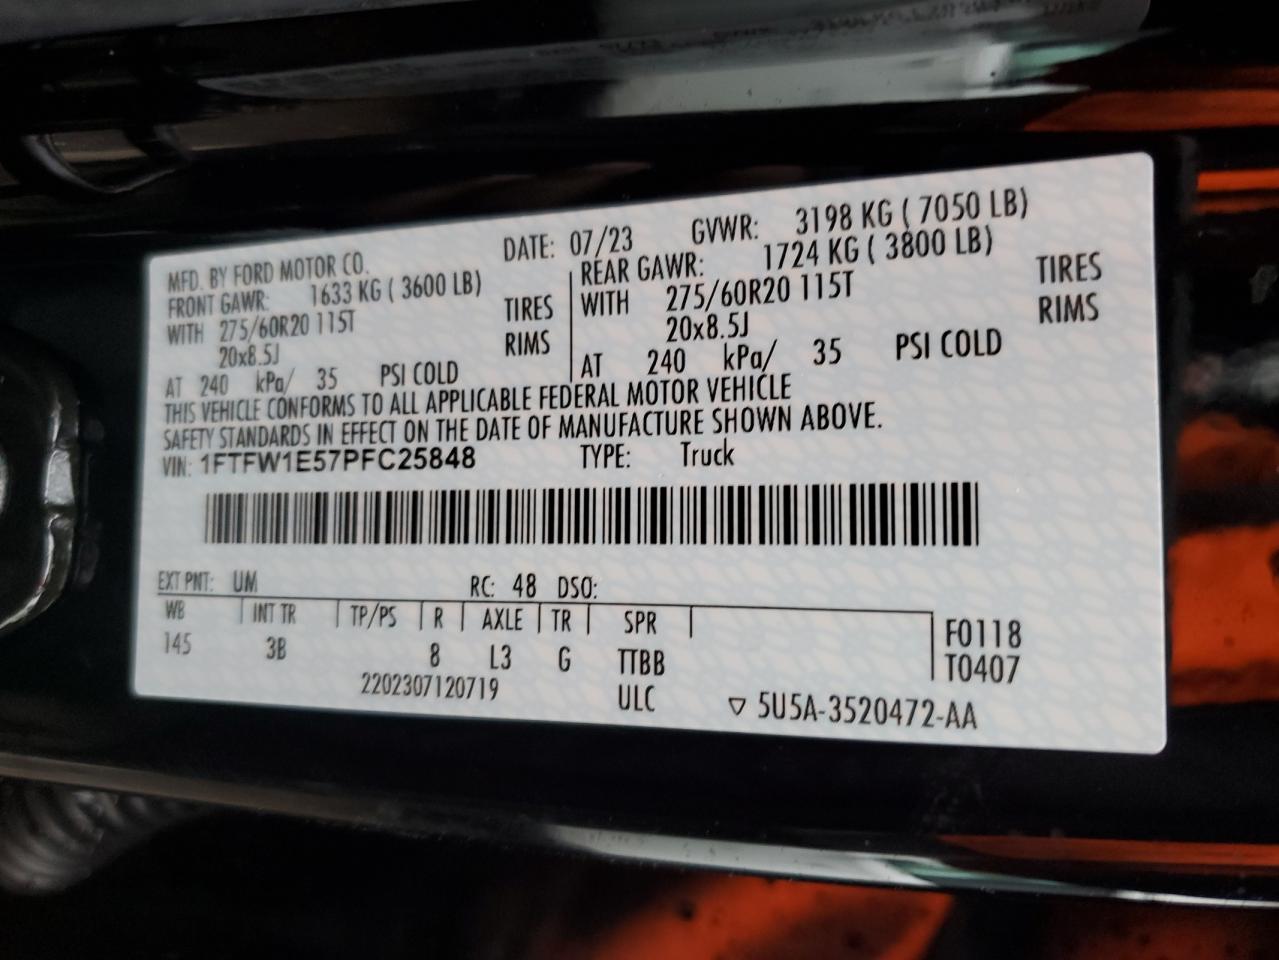 MFD. BY FORD MOTOR CO. DATE: 07/23 GVWR: 3198 KG ( 7050 LB)
FRONT GAWR: 1633 KG ( 3600 LB) REAR GAWR: 1724 KG ( 3800 LB)
WITH 275/60R20 115T TIRES WITH 275/60R20 115T TIRES
20x8.5J RIMS 20x8.5J RIMS
AT 240 kPa/ 35 PSI COLD AT 240 kPa/ 35 PSI COLD
THIS VEHICLE CONFORMS TO ALL APPLICABLE FEDERAL MOTOR VEHICLE
SAFETY STANDARDS IN EFFECT ON THE DATE OF MANUFACTURE SHOWN ABOVE.
VIN: 1FTFW1E57PFC25848 TYPE: Truck
EXT PNT: UM RC: 48 DSO:
WB INT TR TP/PS R AXLE TR SPR F0118
145 3B 8 L3 G TTBB T0407
2202307120719 ULC ▽ 5U5A-3520472-AA